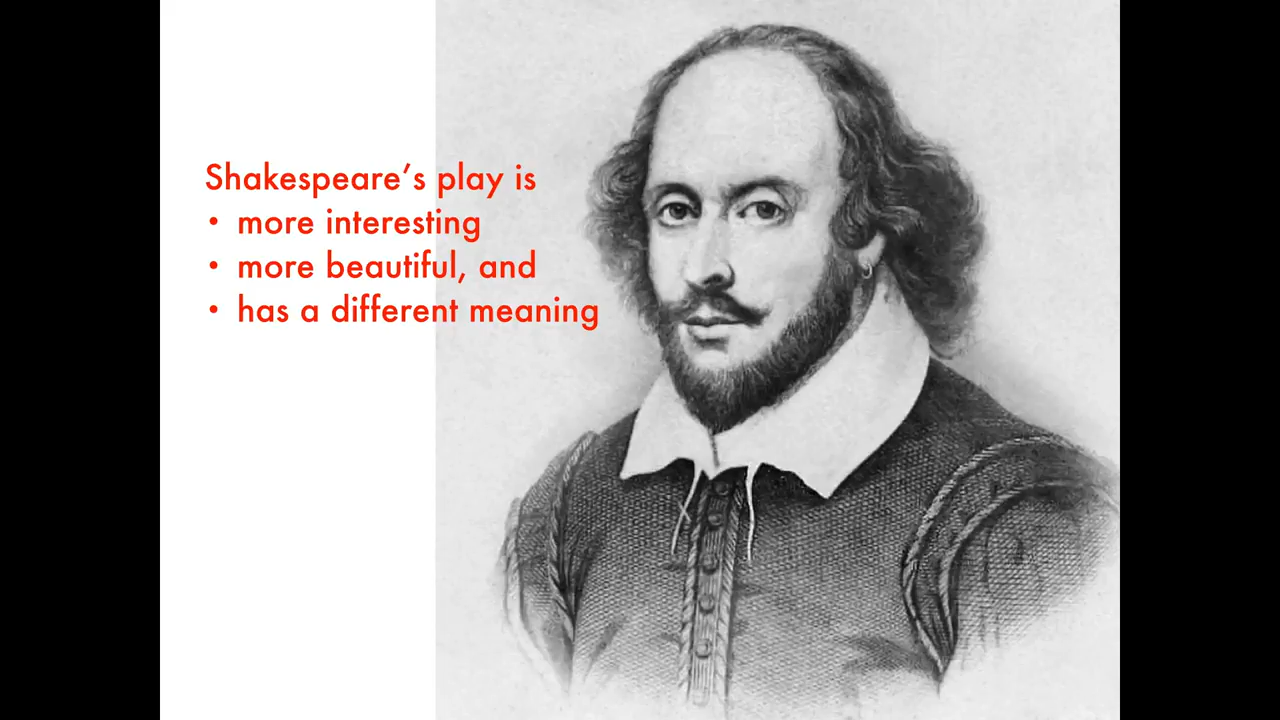 Shakespeare’s play is
• more interesting
• more beautiful, and
• has a different meaning